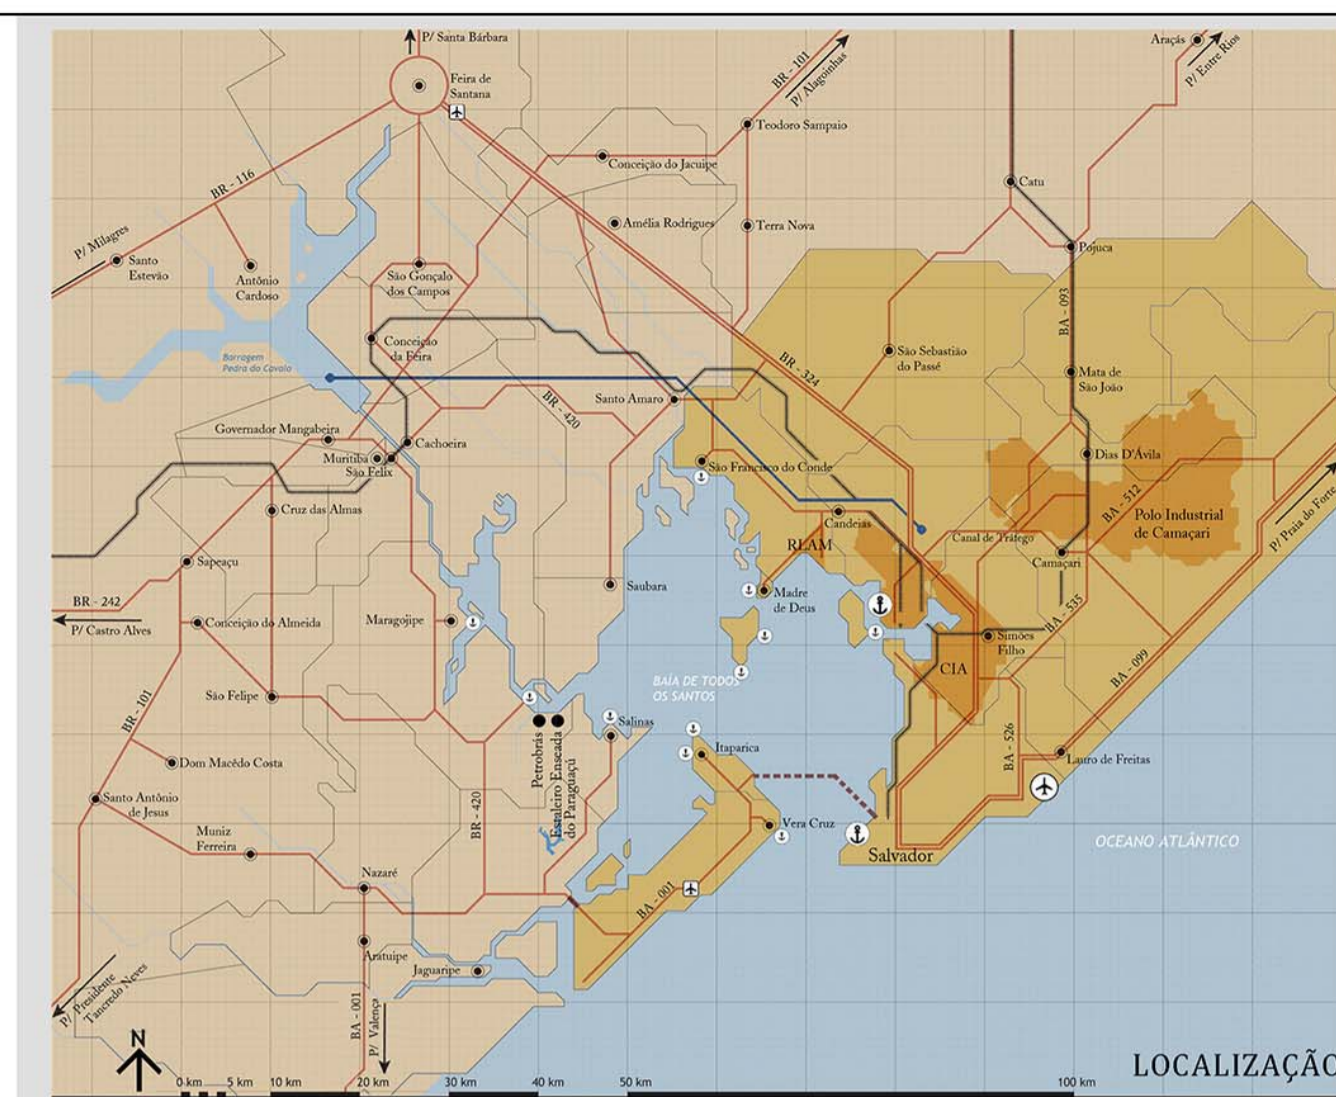 P/ Santa Bárbara
Feira de
Santana
BR - 101
P/ Alagoinhas
Araçás
P/ Entre Rios
Teodoro Sampaio
Conceição do Jacuipe
BR - 116
Catu
Amélia Rodrigues
Terra Nova
P/ Milagres
Santo
Estevão
Antônio
Cardoso
São Gonçalo
dos Campos
Pojuca
BA - 093
Conceição
da Feira
Barragem
Pedra do Cavalo
BR - 324
São Sebastião
do Passé
Mata de
São João
Santo Amaro
BR - 420
Governador Mangabeira
Cachoeira
Muritiba
São Felix
São Francisco do Conde
Dias D'Ávila
BA - 512
Polo Industrial
de Camaçari
P/ Praia do Forte
Cruz das Almas
Candeias
Canal de Tráfego
RLAM
Camaçari
Sapeaçu
Saubara
Madre
de Deus
BR - 242
P/ Castro Alves
Conceição do Almeida
Maragojipe
BA - 535
Simões
Filho
CIA
BA - 099
São Felipe
BAÍA DE TODOS
OS SANTOS
BR - 101
Salinas
Petrobrás
Estaleiro Enseada
do Paraguaçú
Itaparica
BA - 526
Lauro de Freitas
Dom Macêdo Costa
Santo Antônio
de Jesus
BR - 420
Vera Cruz
Muniz
Ferreira
Salvador
OCEANO ATLÂNTICO
Nazaré
BA - 001
Aratuipe
Jaguaripe
P/ Presidente
Tancredo Neves
BA - 001
P/ Valença
N
LOCALIZAÇÃO
0 km 5 km 10 km 20 km 30 km 40 km 50 km 100 km